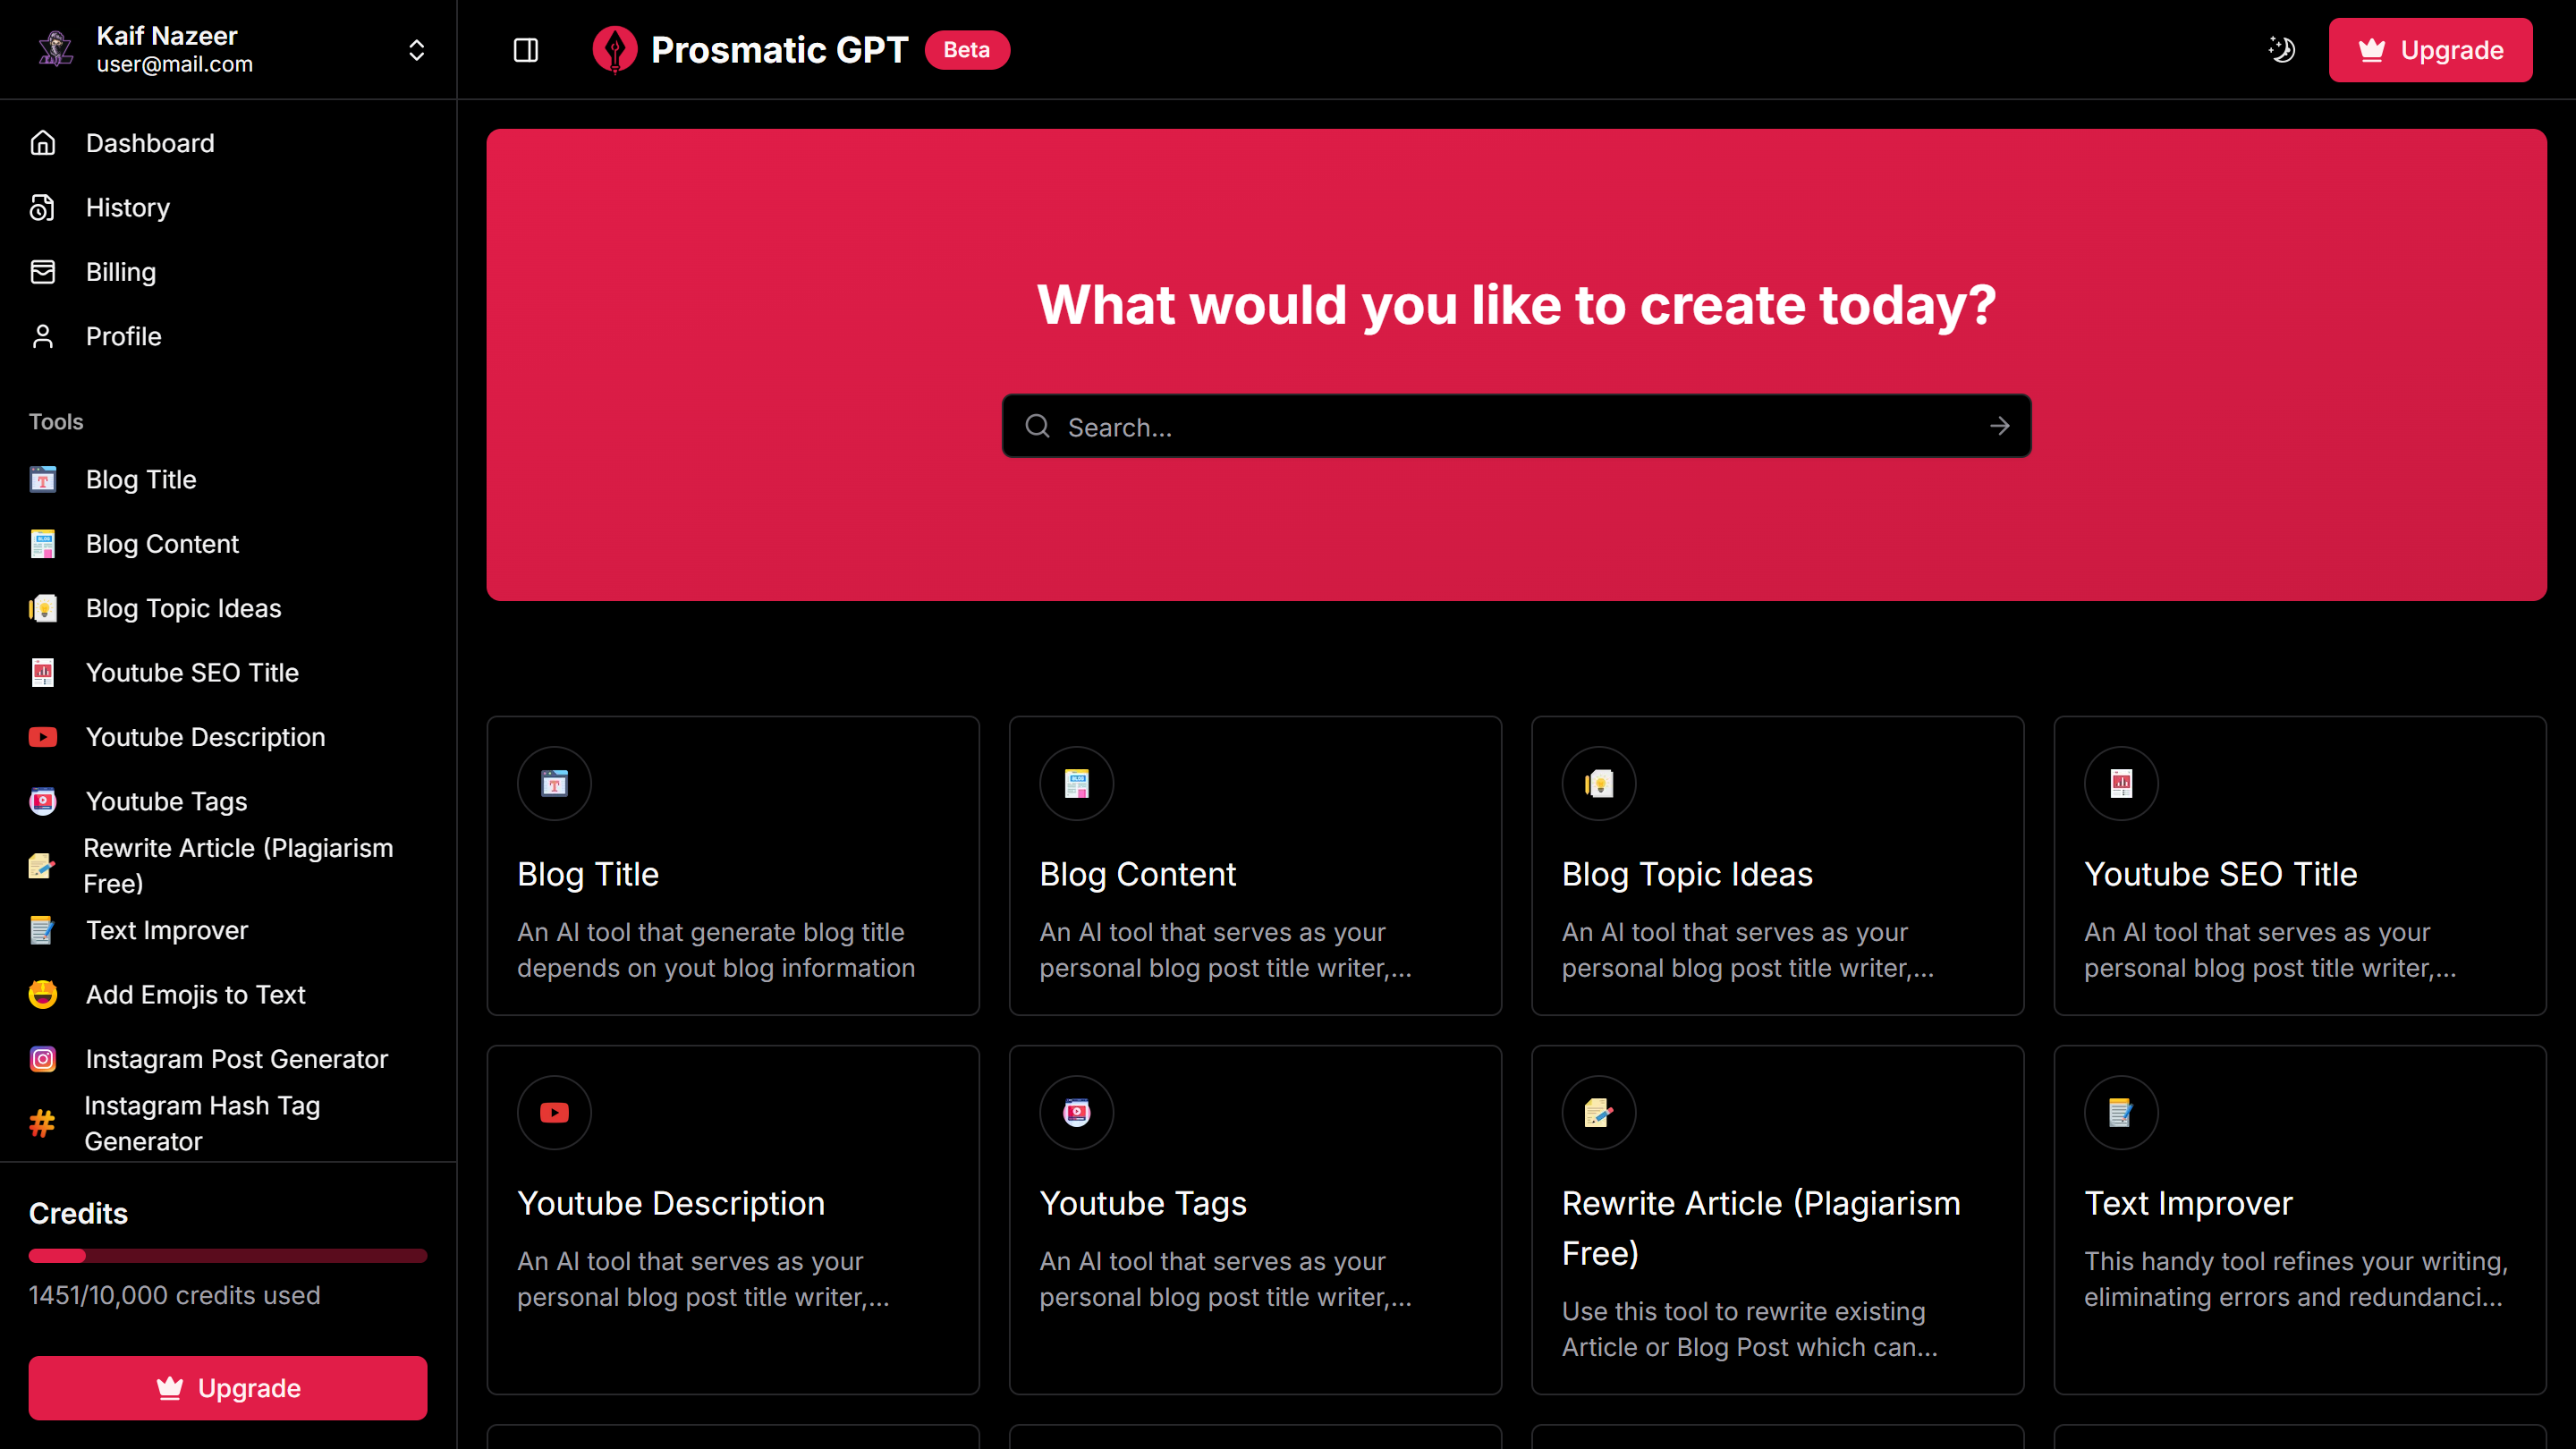 Kaif Nazeer
user@mail.com
Prosmatic GPT
Beta
Upgrade
Dashboard
History
Billing
Profile
Tools
Blog Title
Blog Content
Blog Topic Ideas
Youtube SEO Title
Youtube Description
Youtube Tags
Rewrite Article (Plagiarism
Free)
Text Improver
Add Emojis to Text
Instagram Post Generator
Instagram Hash Tag
Generator
Credits
1451/10,000 credits used
Upgrade
What would you like to create today?
Search...
Blog Title
An AI tool that generate blog title
depends on yout blog information
Blog Content
An AI tool that serves as your
personal blog post title writer,...
Blog Topic Ideas
An AI tool that serves as your
personal blog post title writer,...
Youtube SEO Title
An AI tool that serves as your
personal blog post title writer,...
Youtube Description
An AI tool that serves as your
personal blog post title writer,...
Youtube Tags
An AI tool that serves as your
personal blog post title writer,...
Rewrite Article (Plagiarism
Free)
Use this tool to rewrite existing
Article or Blog Post which can...
Text Improver
This handy tool refines your writing,
eliminating errors and redundanci...